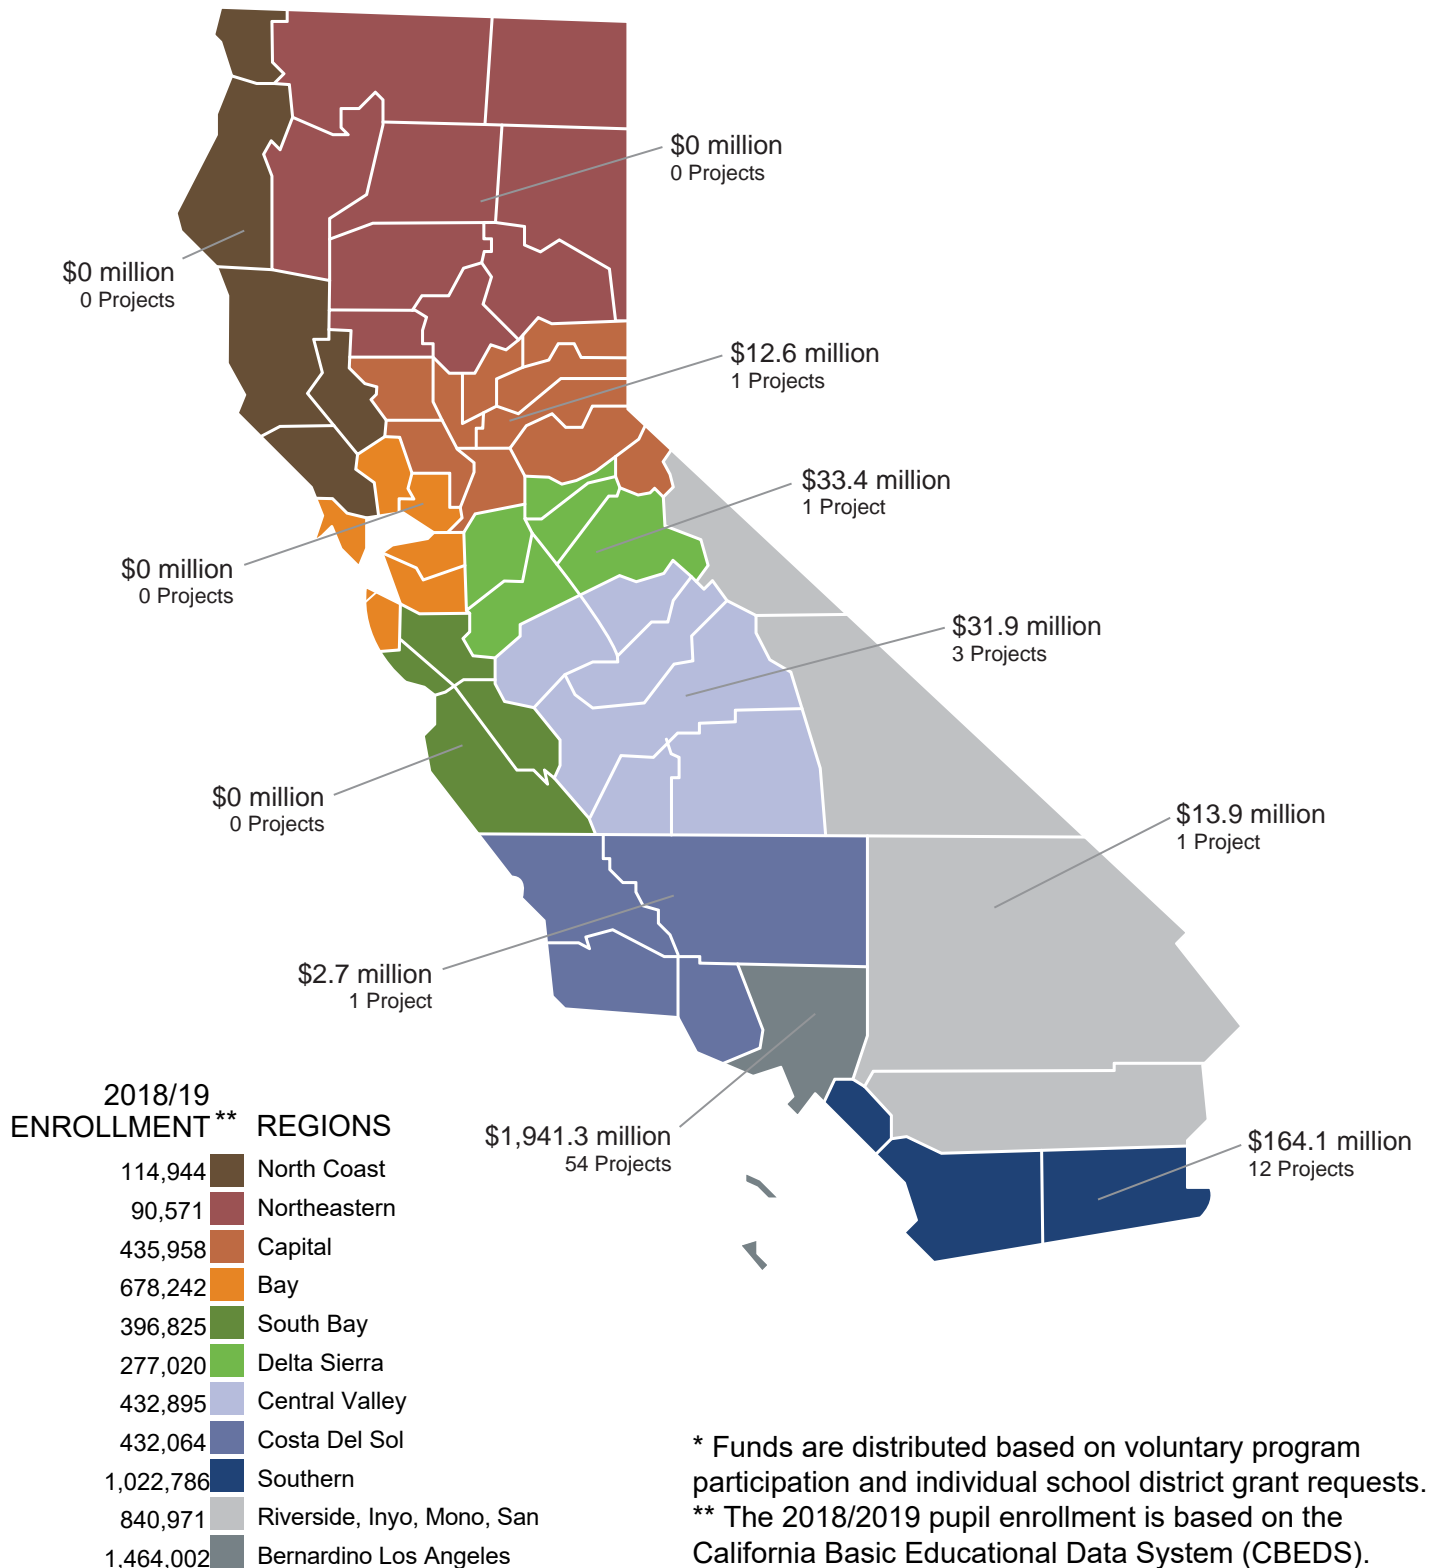 $0 million
0 Projects
$0 million
0 Projects
$12.6 million
1 Projects
$33.4 million
1 Project
$0 million
0 Projects
$31.9 million
3 Projects
$0 million
0 Projects
$13.9 million
1 Project
$2.7 million
1 Project
$1,941.3 million
54 Projects
$164.1 million
12 Projects
2018/19
ENROLLMENT** REGIONS
114,944 North Coast
90,571 Northeastern
435,958 Capital
678,242 Bay
396,825 South Bay
277,020 Delta Sierra
432,895 Central Valley
432,064 Costa Del Sol
1,022,786 Southern
840,971 Riverside, Inyo, Mono, San
1,464,002 Bernardino Los Angeles
* Funds are distributed based on voluntary program
participation and individual school district grant requests.
** The 2018/2019 pupil enrollment is based on the
California Basic Educational Data System (CBEDS).